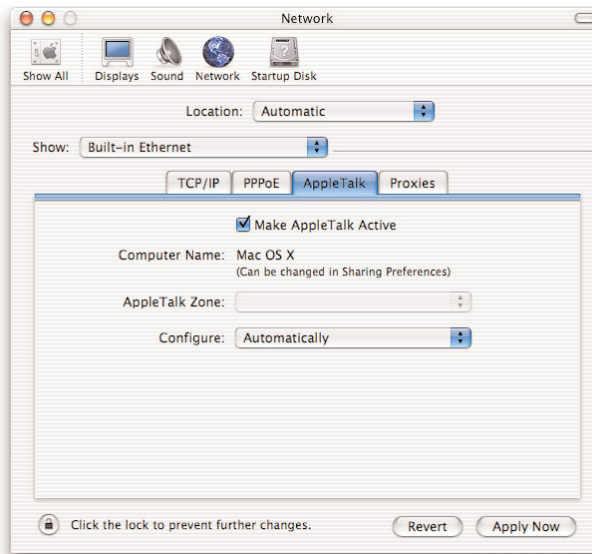 Network
Show All Displays Sound Network Startup Disk
Location: Automatic
Show: Built-in Ethernet
TCP/IP PPPoE AppleTalk Proxies
Make AppleTalk Active
Computer Name: Mac OS X
(Can be changed in Sharing Preferences)
AppleTalk Zone:
Configure: Automatically
Click the lock to prevent further changes. Revert Apply Now